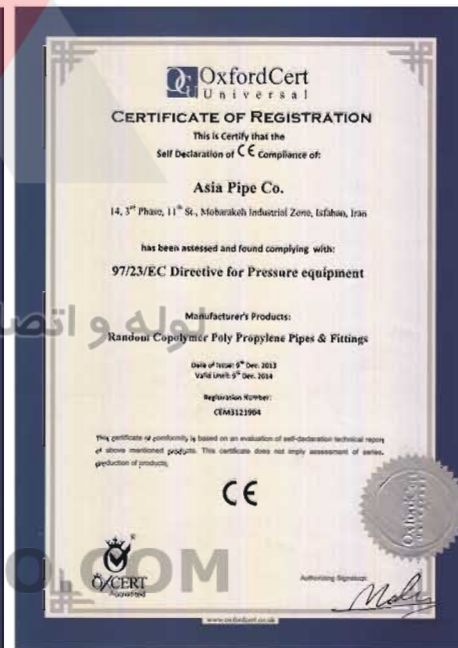 OxfordCert
Universal
CERTIFICATE OF REGISTRATION
This is Certify that the
Self Declaration of CE Compliance of:
Asia Pipe Co.
14, 3rd Phase, 11th St., Mobarakeh Industrial Zone, Isfahan, Iran
has been assessed and found complying with:
97/23/EC Directive for Pressure equipment
Manufacturer's Products:
لوله و اتصا
Random Copolymer Poly Propylene Pipes & Fittings
Date of Issue: 9th Dec. 2013
Valid Until: 9th Dec. 2014
Registration Number:
CEM3121904
This certificate of conformity is based on an evaluation of self-declaration technical report
of above mentioned products. This certificate does not imply assessment of series-
production of products.
CE
OxfordCert
O.COM
OXCERT
Accredited
Authorizing Signature:
www.oxfordcert.co.uk